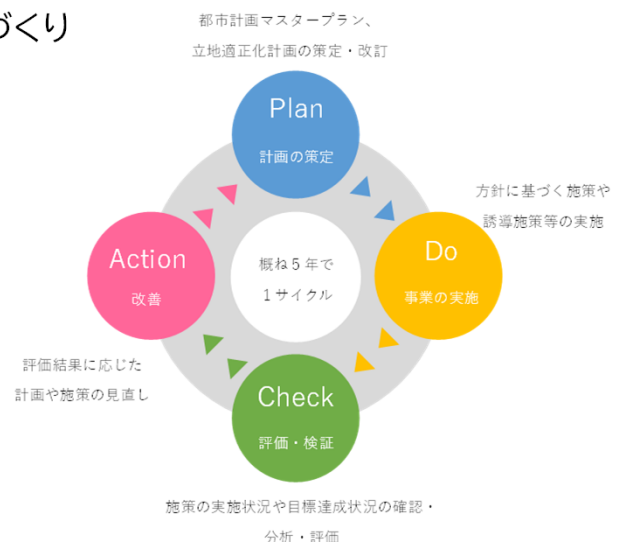 づくり
都市計画マスタープラン、
立地適正化計画の策定・改訂
Plan
計画の策定
方針に基づく施策や
誘導施策等の実施
Do
事業の実施
概ね5年で
1サイクル
Action
改善
評価結果に応じた
計画や施策の見直し
Check
評価・検証
施策の実施状況や目標達成状況の確認・
分析・評価